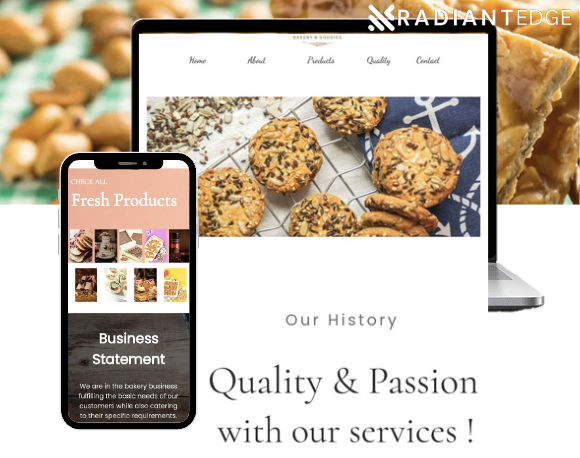 RADIANTEDGE
BAKERY & GOODIES
Home About Products Quality Contact
CHECK ALL
Fresh Products
Business
Statement
We are in the bakery business
fulfilling the basic needs of our
customers while also catering
to their specific requirements.
Our History
Quality & Passion
with our services !